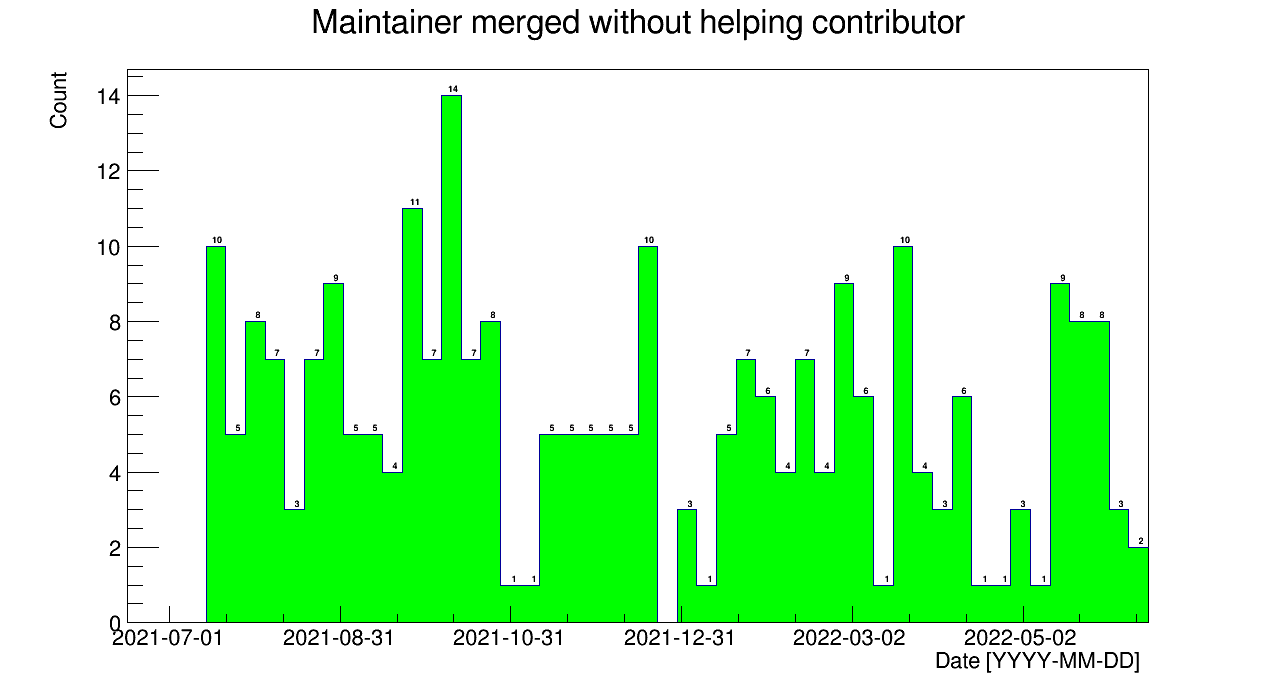 Maintainer merged without helping contributor
Count
14
12
10
8
6
4
2
0
10 5 8 7 3 7 9 5 5 4 11 7 14 7 8 1 1 5 5 5 5 5 10 3 1 5 7 6 4 7 4 9 6 1 10 4 3 6 1 1 3 1 9 8 8 3 2
2021-07-01 2021-08-31 2021-10-31 2021-12-31 2022-03-02 2022-05-02
Date [YYYY-MM-DD]